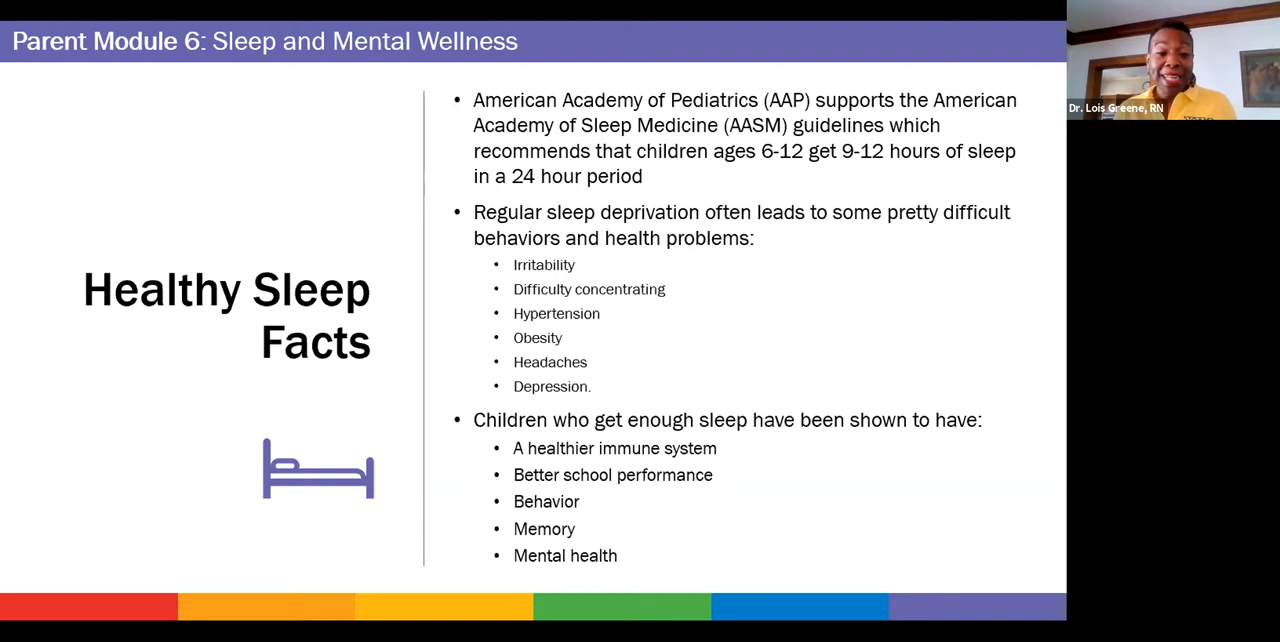 Parent Module 6: Sleep and Mental Wellness
Dr. Lois Greene, RN
Healthy Sleep
Facts
• American Academy of Pediatrics (AAP) supports the American
Academy of Sleep Medicine (AASM) guidelines which
recommends that children ages 6-12 get 9-12 hours of sleep
in a 24 hour period
• Regular sleep deprivation often leads to some pretty difficult
behaviors and health problems:
• Irritability
• Difficulty concentrating
• Hypertension
• Obesity
• Headaches
• Depression.
• Children who get enough sleep have been shown to have:
• A healthier immune system
• Better school performance
• Behavior
• Memory
• Mental health